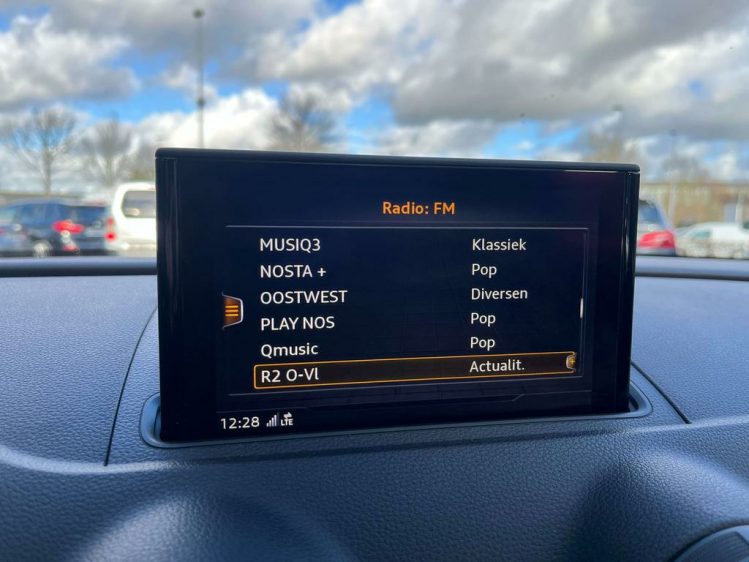 Radio: FM
MUSIQ3 Klassiek
NOSTA + Pop
OOSTWEST Diversen
PLAY NOS Pop
Qmusic Pop
R2 O-Vl Actualit.
12:28 LTE